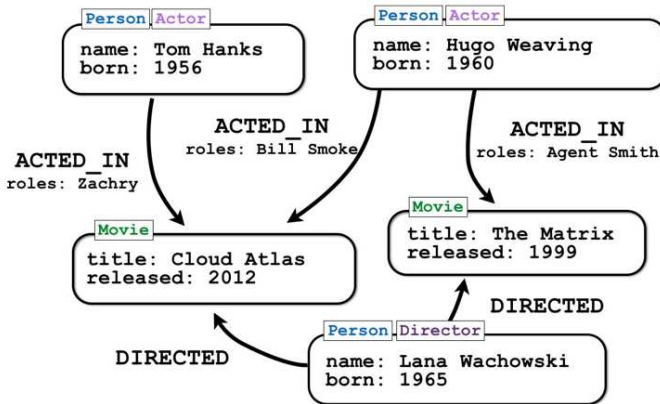 Person Actor
name: Tom Hanks
born: 1956
Person Actor
name: Hugo Weaving
born: 1960
ACTED_IN
roles: Zachry
ACTED_IN
roles: Bill Smoke
ACTED_IN
roles: Agent Smith
Movie
title: Cloud Atlas
released: 2012
Movie
title: The Matrix
released: 1999
DIRECTED
DIRECTED
Person Director
name: Lana Wachowski
born: 1965